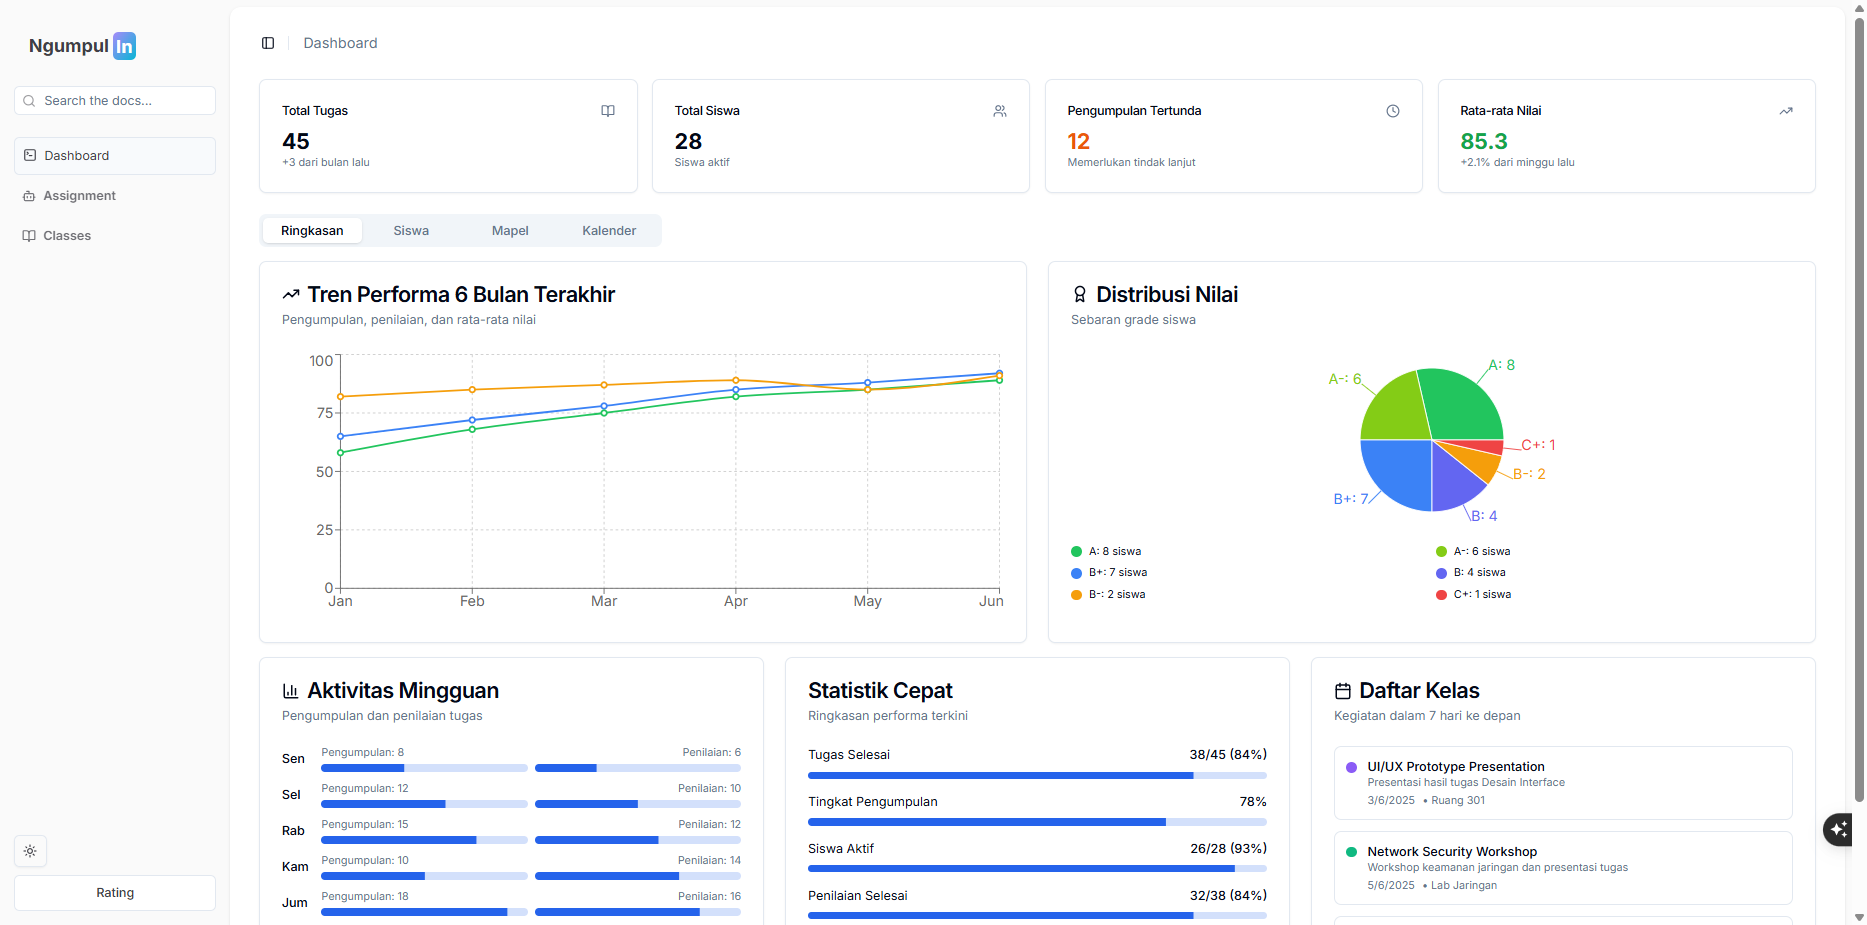 Ngumpul In
Search the docs...
Dashboard
Assignment
Classes
Rating
Dashboard
Total Tugas
45
+3 dari bulan lalu
Total Siswa
28
Siswa aktif
Pengumpulan Tertunda
12
Memerlukan tindak lanjut
Rata-rata Nilai
85.3
+2.1% dari minggu lalu
Ringkasan Siswa Mapel Kalender
Tren Performa 6 Bulan Terakhir
Pengumpulan, penilaian, dan rata-rata nilai
100
75
50
25
0
Jan Feb Mar Apr May Jun
Distribusi Nilai
Sebaran grade siswa
A: 8
A-: 6
C+: 1
B-: 2
B+: 7
B: 4
A: 8 siswa
A-: 6 siswa
B+: 7 siswa
B: 4 siswa
B-: 2 siswa
C+: 1 siswa
Aktivitas Mingguan
Pengumpulan dan penilaian tugas
Sen Pengumpulan: 8 Penilaian: 6
Sel Pengumpulan: 12 Penilaian: 10
Rab Pengumpulan: 15 Penilaian: 12
Kam Pengumpulan: 10 Penilaian: 14
Jum Pengumpulan: 18 Penilaian: 16
Statistik Cepat
Ringkasan performa terkini
Tugas Selesai 38/45 (84%)
Tingkat Pengumpulan 78%
Siswa Aktif 26/28 (93%)
Penilaian Selesai 32/38 (84%)
Daftar Kelas
Kegiatan dalam 7 hari ke depan
UI/UX Prototype Presentation
Presentasi hasil tugas Desain Interface
3/6/2025 • Ruang 301
Network Security Workshop
Workshop keamanan jaringan dan presentasi tugas
5/6/2025 • Lab Jaringan